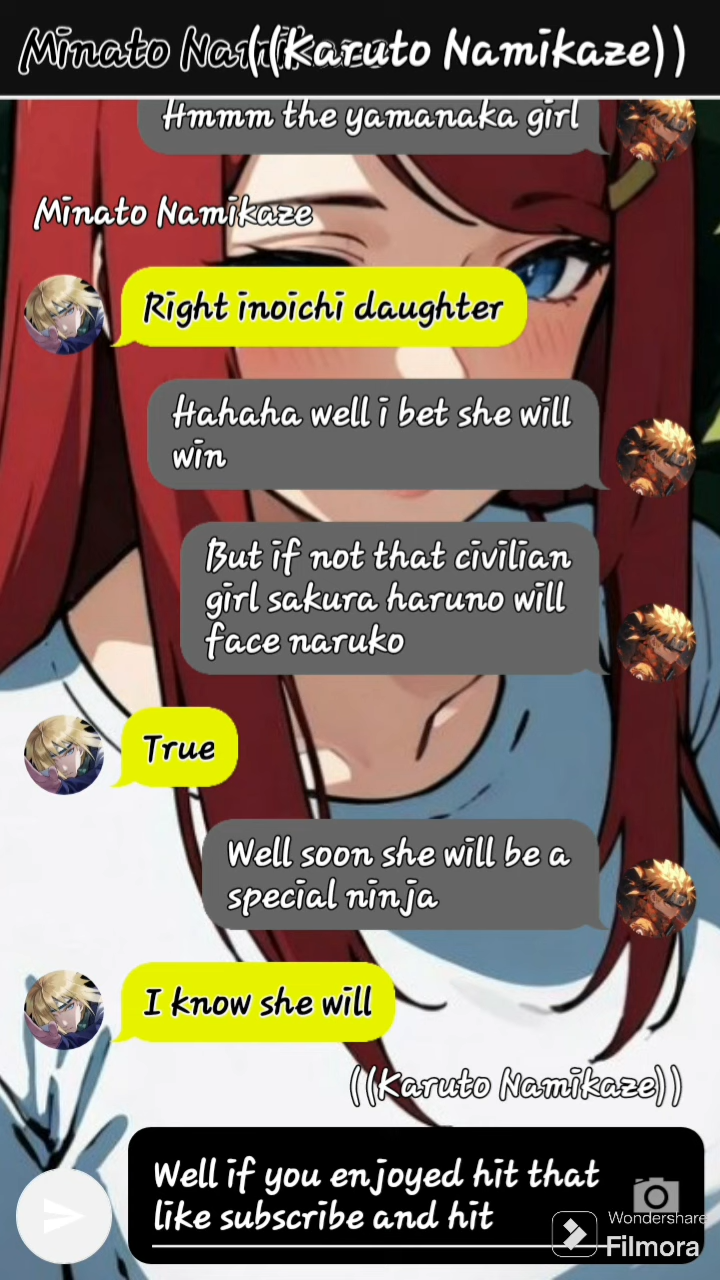 Minato Nami ((Karuto Namikaze))
Hmmm the yamanaka girl
Minato Namikaze
Right inoichi daughter
Hahaha well i bet she will
win
But if not that civilian
girl sakura haruno will
face naruko
True
Well soon she will be a
special ninja
I know she will
((Karuto Namikaze))
Well if you enjoyed hit that
like subscribe and hit
Wondershare
Filmora